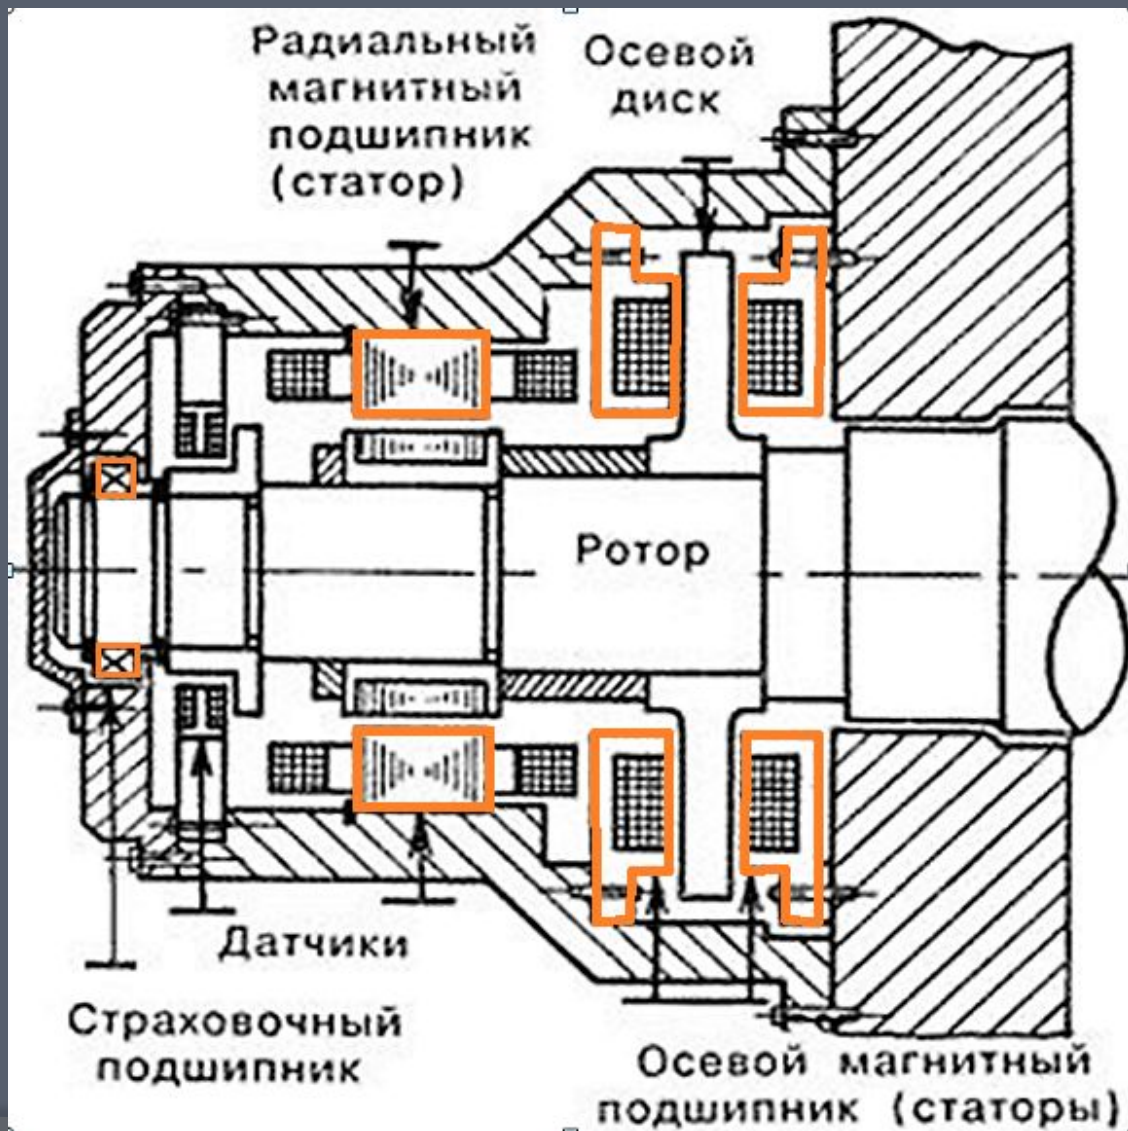 Радиальный
магнитный
подшипник
(статор)
Осевой
диск
Ротор
Датчики
Страховочный
подшипник
Осевой магнитный
подшипник (статоры)